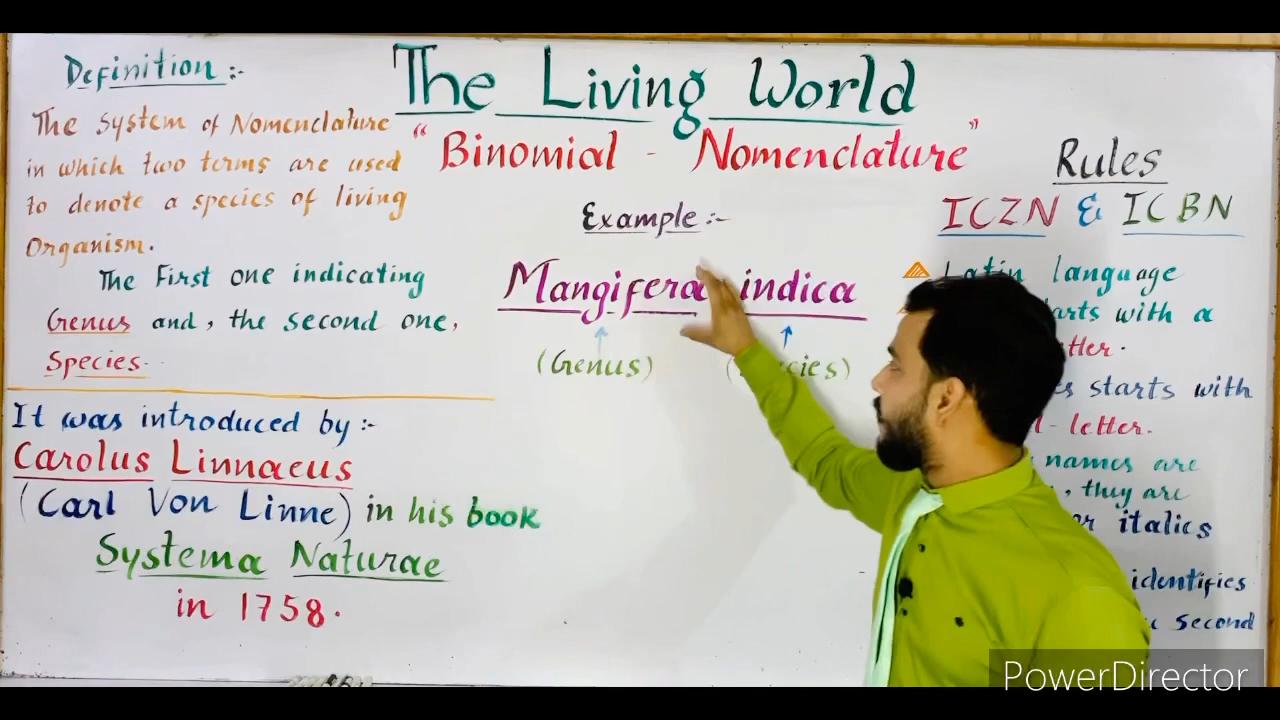 The Living World
"Binomial - Nomenclature"
Definition :-
The System of Nomenclature
in which two terms are used
to denote a species of living
Organism.
The First one indicating
Genus and, the second one,
Species.
It was introduced by :-
Carolus Linnaeus
(Carl Von Linne) in his book
Systema Naturae
in 1758.
Example :-
Mangifera indica
(Genus)
Rules
ICZN & ICBN
Latin language
with a
starts with
letter.
names are
, they are
italics
identifies
second
PowerDirector